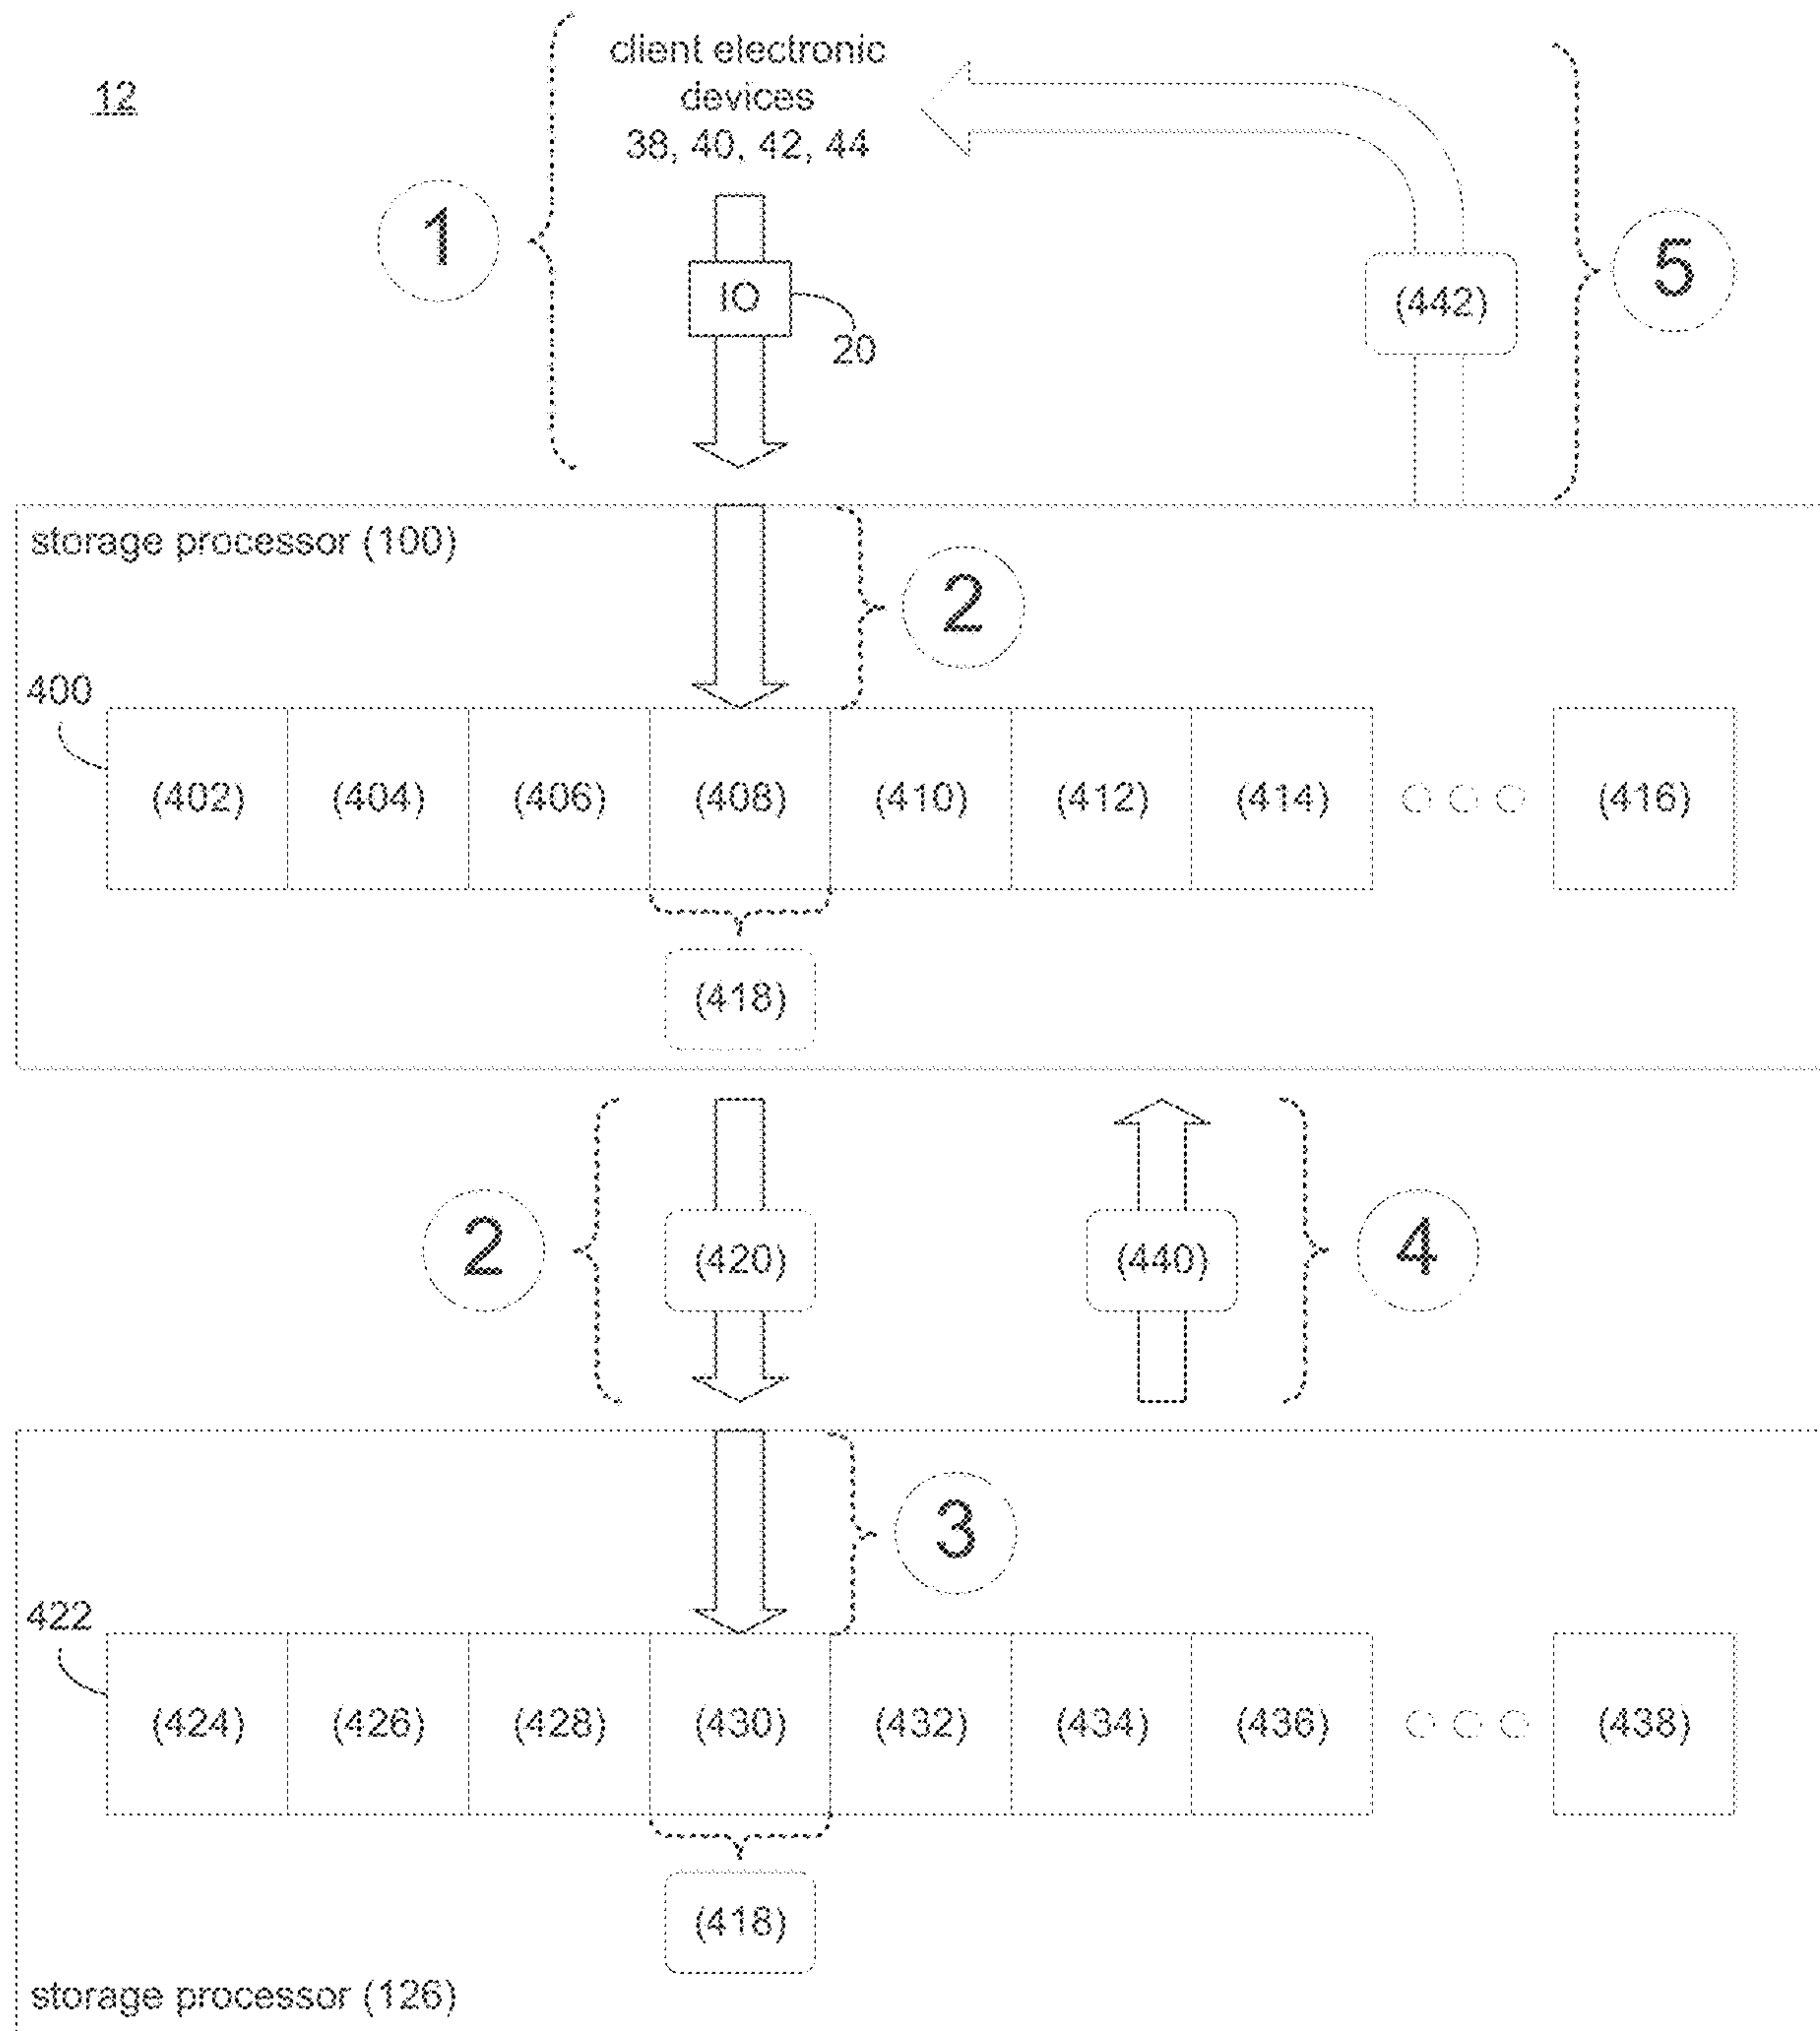 12
client electronic
devices
38, 40, 42, 44
1
IO
20
(442)
5
storage processor (100)
2
400
(402) (404) (406) (408) (410) (412) (414) (416)
(418)
2
(420)
(440)
4
3
422
(424) (426) (428) (430) (432) (434) (436) (438)
(418)
storage processor (126)